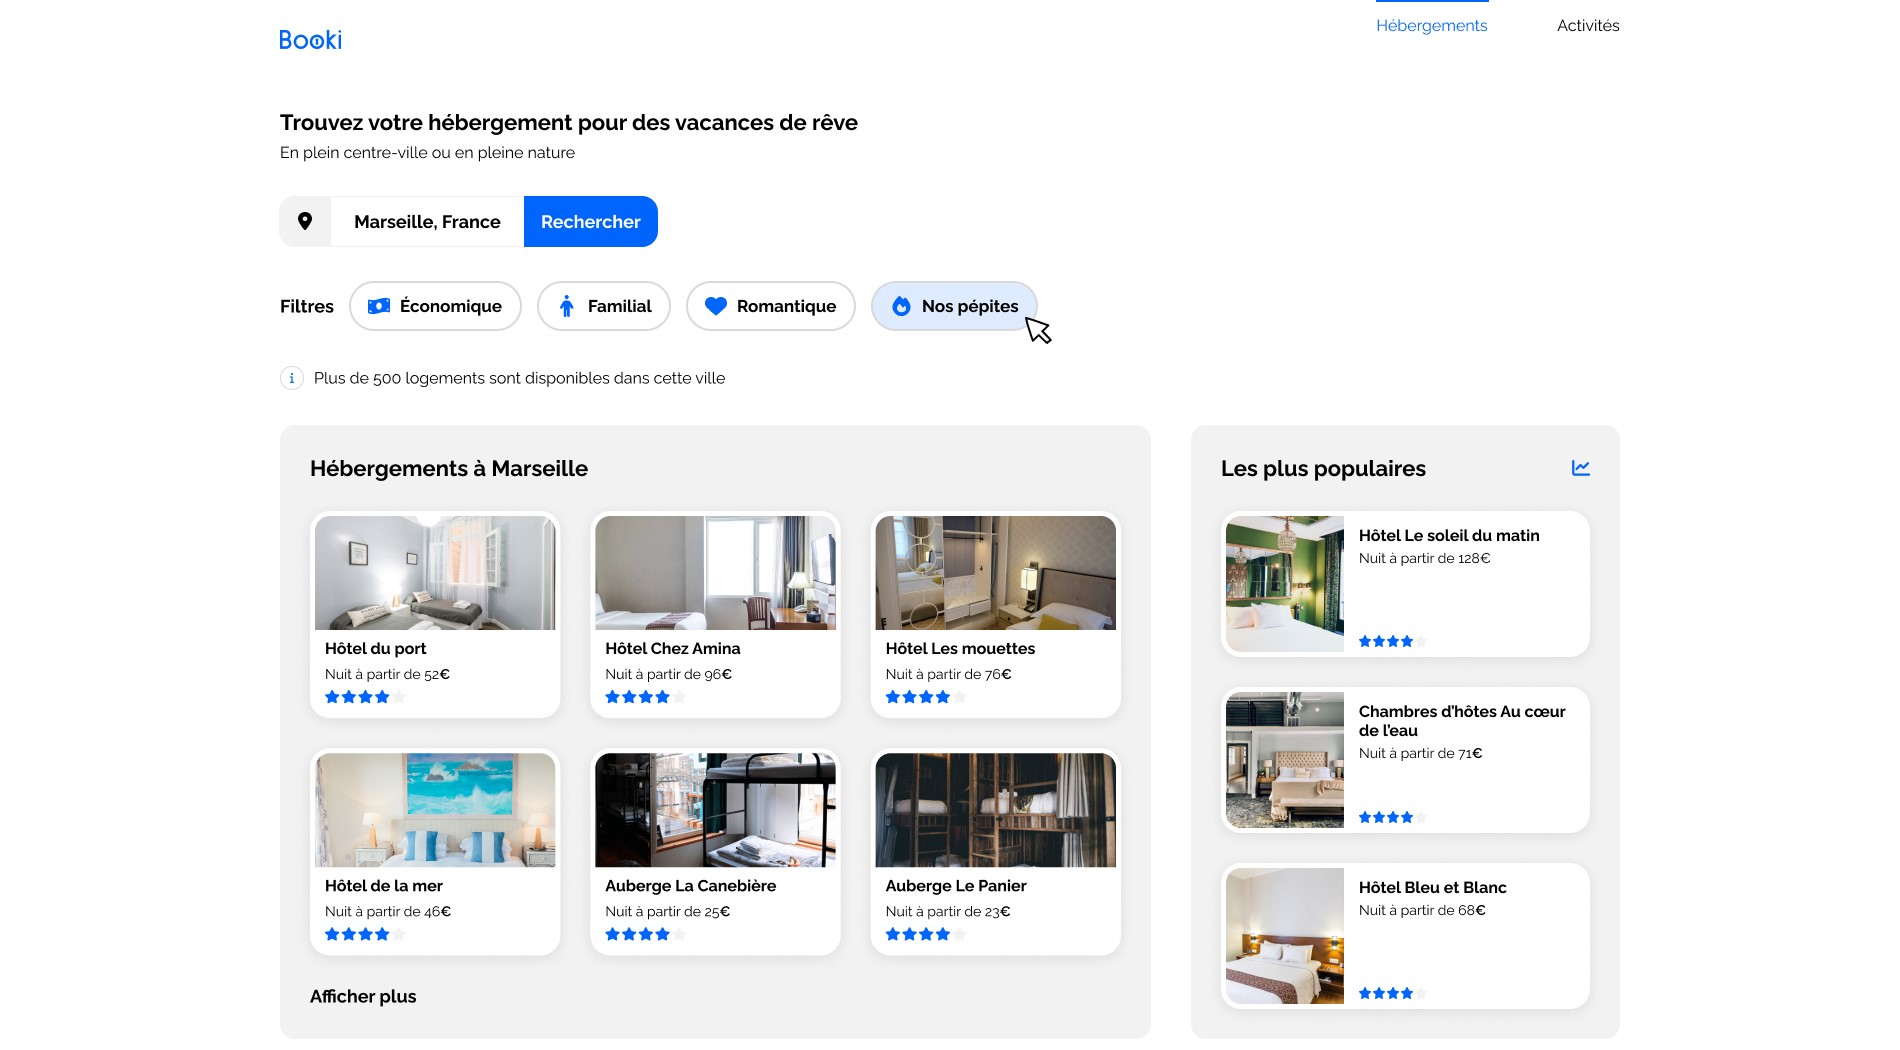 Booki
Hébergements
Activités
Trouvez votre hébergement pour des vacances de rêve
En plein centre-ville ou en pleine nature
Marseille, France
Rechercher
Filtres
Économique
Familial
Romantique
Nos pépites
Plus de 500 logements sont disponibles dans cette ville
Hébergements à Marseille
Hôtel du port
Nuit à partir de 52€
Hôtel Chez Amina
Nuit à partir de 96€
Hôtel Les mouettes
Nuit à partir de 76€
Hôtel de la mer
Nuit à partir de 46€
Auberge La Canebière
Nuit à partir de 25€
Auberge Le Panier
Nuit à partir de 23€
Afficher plus
Les plus populaires
Hôtel Le soleil du matin
Nuit à partir de 128€
Chambres d’hôtes Au cœur
de l’eau
Nuit à partir de 71€
Hôtel Bleu et Blanc
Nuit à partir de 68€